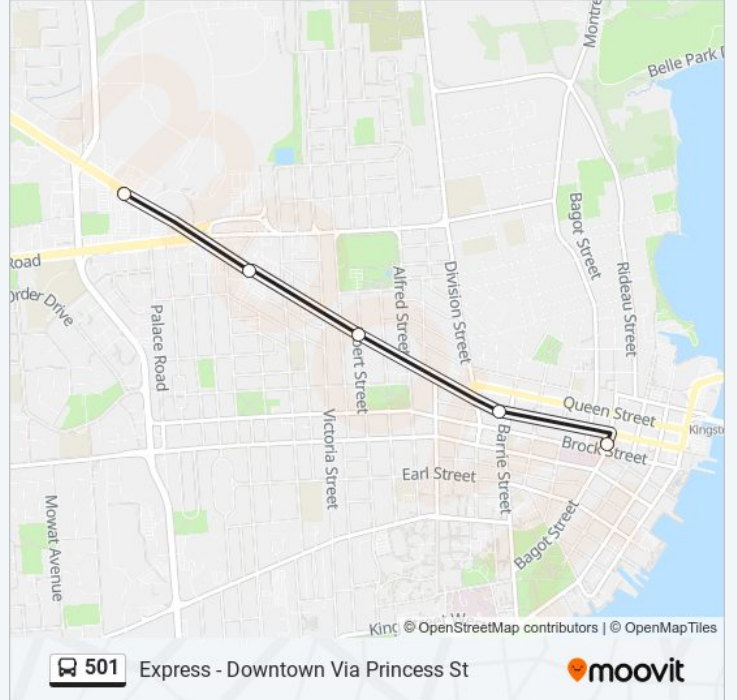 Montre
Belle Park
Bagot Street
Rideau Street
Road
order Drive
Palace Road
Alfred Street
Division Street
bert Street
Victoria Street
Queen Street
Kingst
Brock Street
Barrie Street
Earl Street
Mowat Avenue
Bagot Street
King
© OpenStreetMap contributors | © OpenMapTiles
501 Express - Downtown Via Princess St
moovit